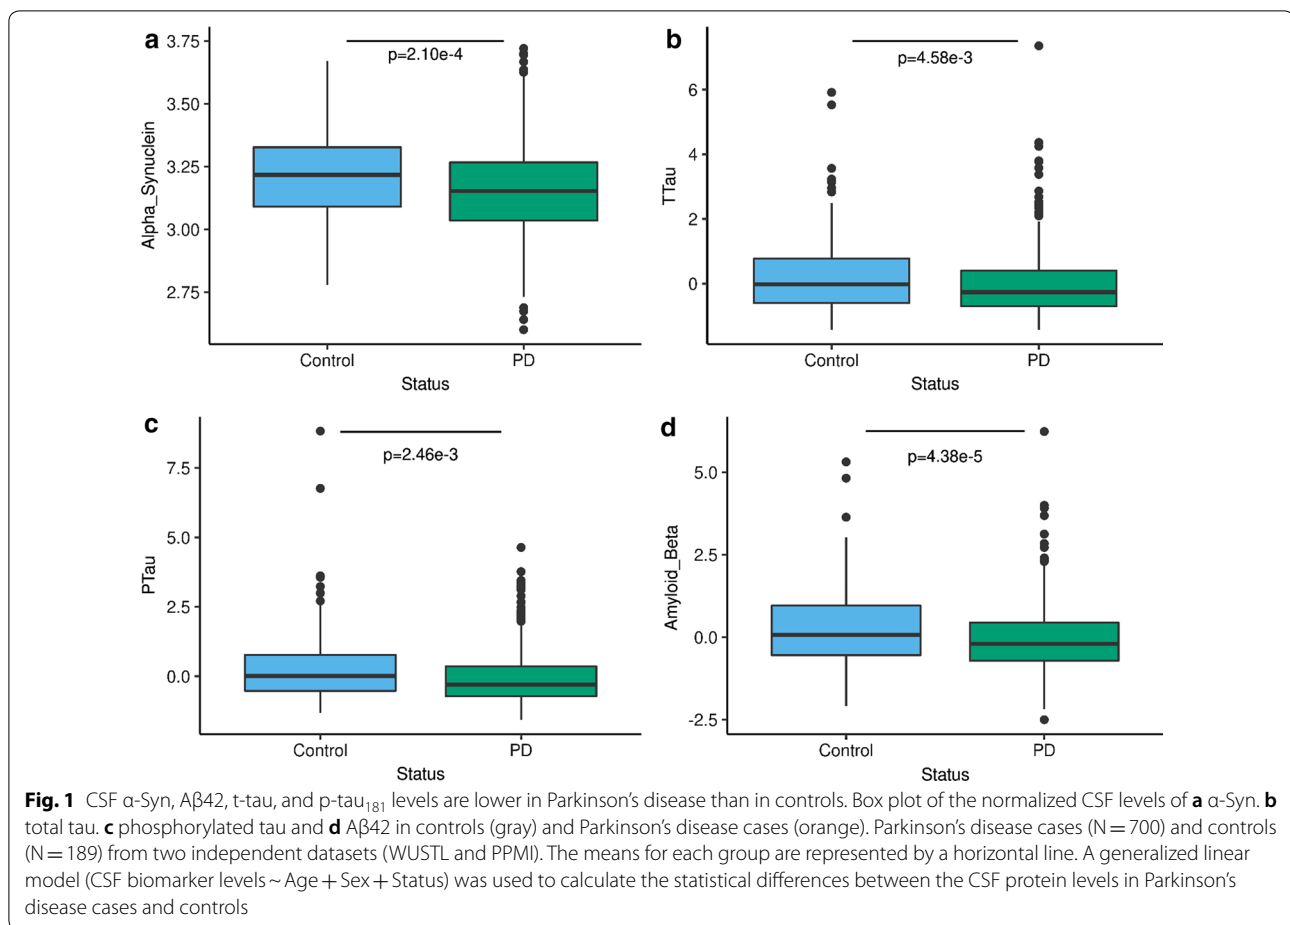 a
3.75
3.50
3.25
3.00
2.75
Alpha_Synuclein
p=2.10e-4
Control
PD
Status
b
6
4
2
0
TTau
p=4.58e-3
Control
PD
Status
c
7.5
5.0
2.5
0.0
PTau
p=2.46e-3
Control
PD
Status
d
5.0
2.5
0.0
-2.5
Amyloid_Beta
p=4.38e-5
Control
PD
Status
Fig. 1 CSF α-Syn, Aβ42, t-tau, and p-tau181 levels are lower in Parkinson’s disease than in controls. Box plot of the normalized CSF levels of a α-Syn. b
total tau. c phosphorylated tau and d Aβ42 in controls (gray) and Parkinson’s disease cases (orange). Parkinson’s disease cases (N = 700) and controls
(N = 189) from two independent datasets (WUSTL and PPMI). The means for each group are represented by a horizontal line. A generalized linear
model (CSF biomarker levels ~ Age + Sex + Status) was used to calculate the statistical differences between the CSF protein levels in Parkinson’s
disease cases and controls